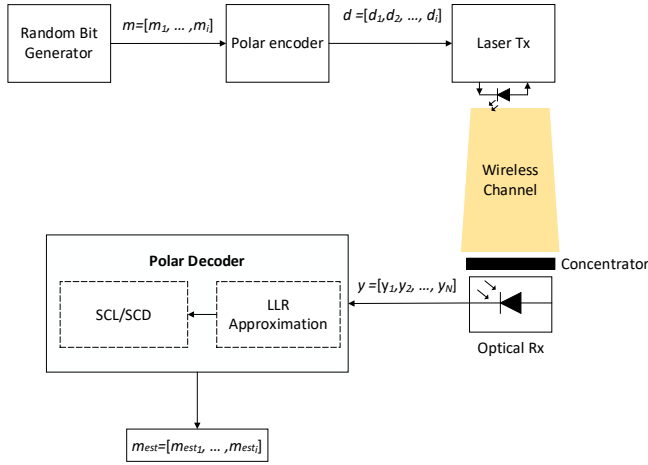 Random Bit
Generator
m=[m1, … ,mi]
Polar encoder
d =[d1,d2, …, di]
Laser Tx
Wireless
Channel
Concentrator
Polar Decoder
SCL/SCD
LLR
Approximation
y =[y1,y2, …, yN]
Optical Rx
mest=[mest1, … ,mesti]